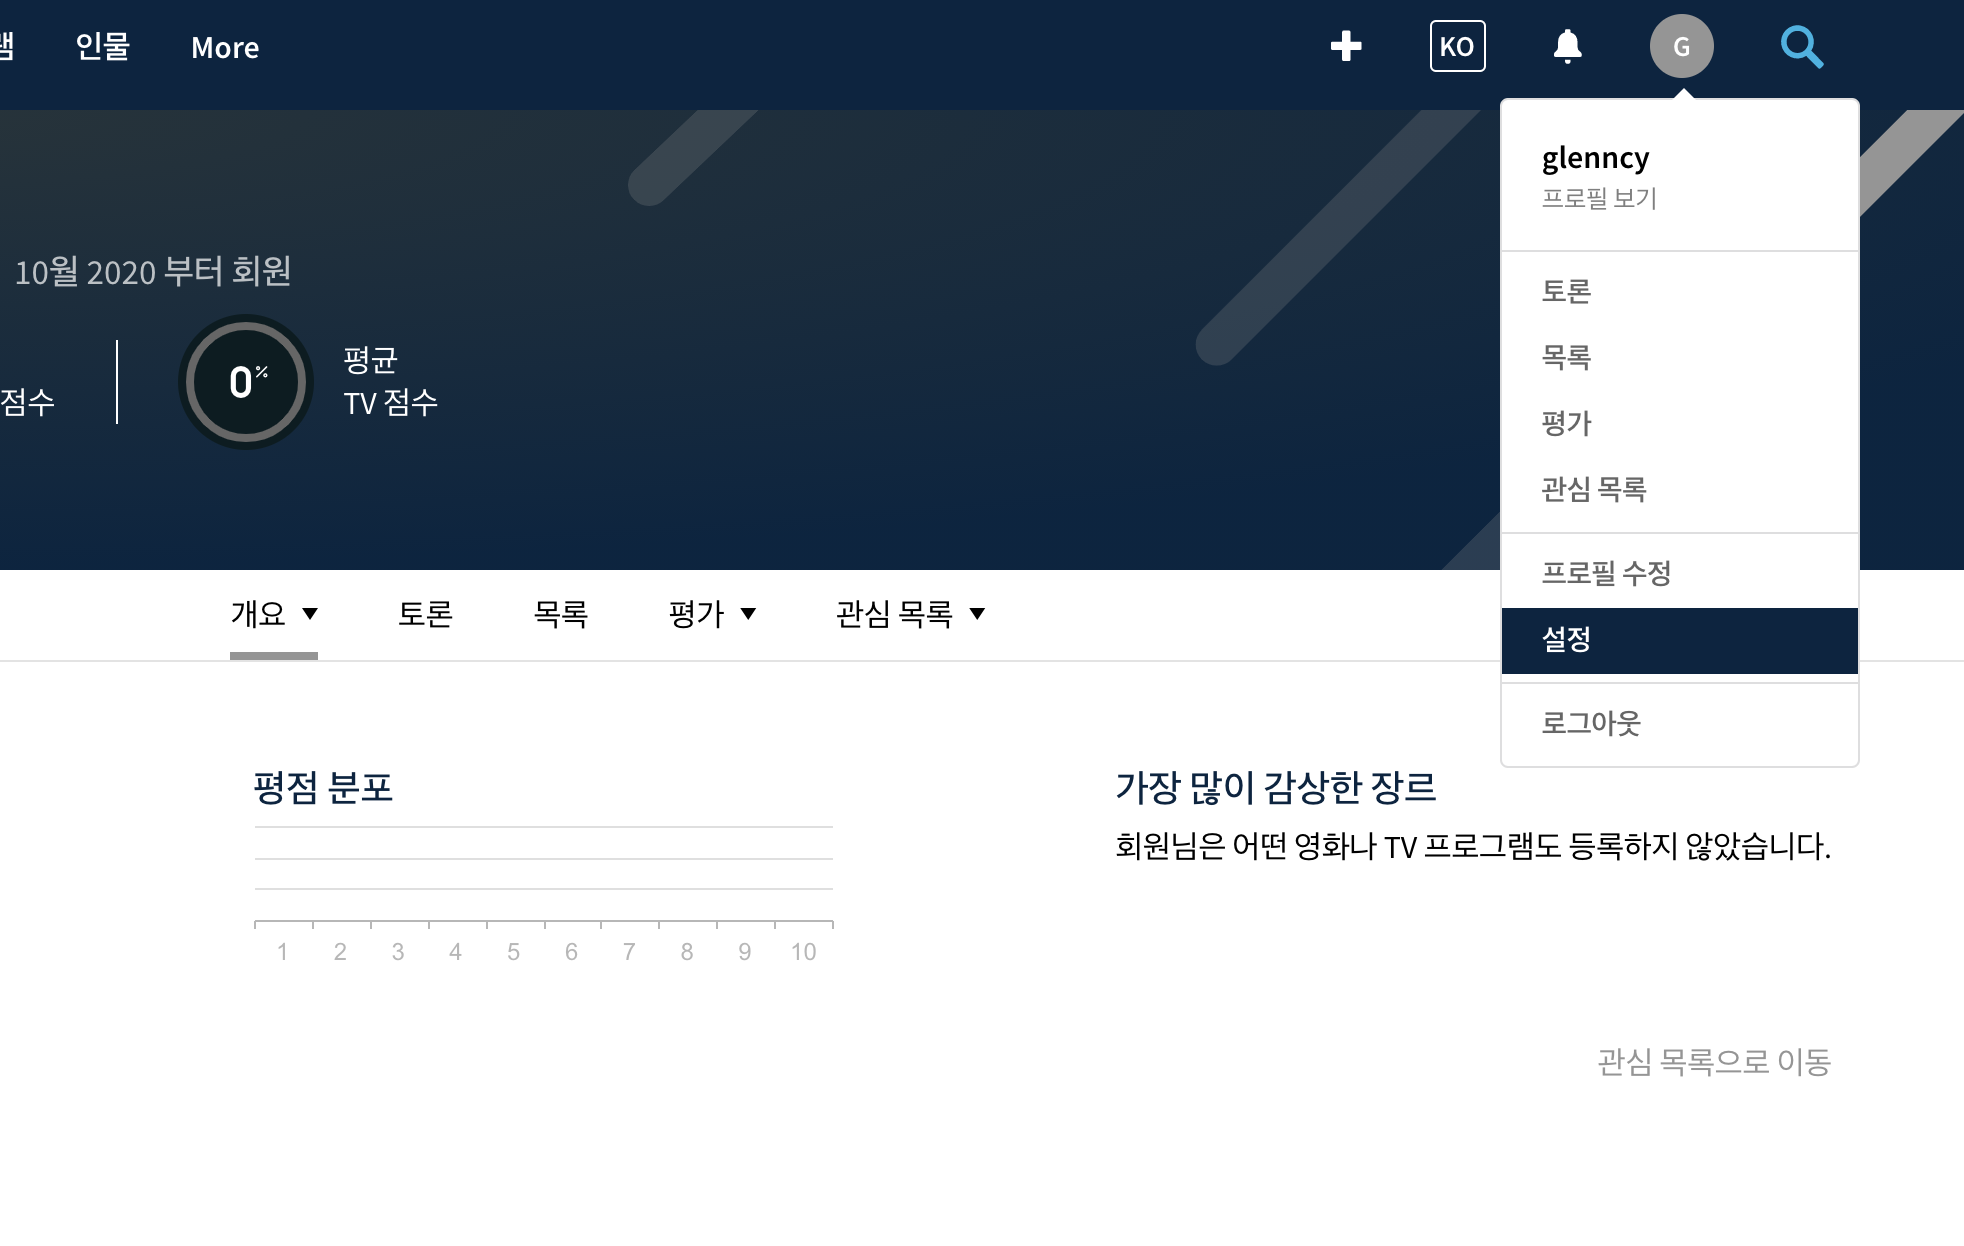 인물
More
KO
G
glenncy
프로필 보기
토론
목록
평가
관심 목록
프로필 수정
설정
로그아웃
10월 2020 부터 회원
점수
0%
평균
TV 점수
개요
토론
목록
평가
관심 목록
평점 분포
1 2 3 4 5 6 7 8 9 10
가장 많이 감상한 장르
회원님은 어떤 영화나 TV 프로그램도 등록하지 않았습니다.
관심 목록으로 이동